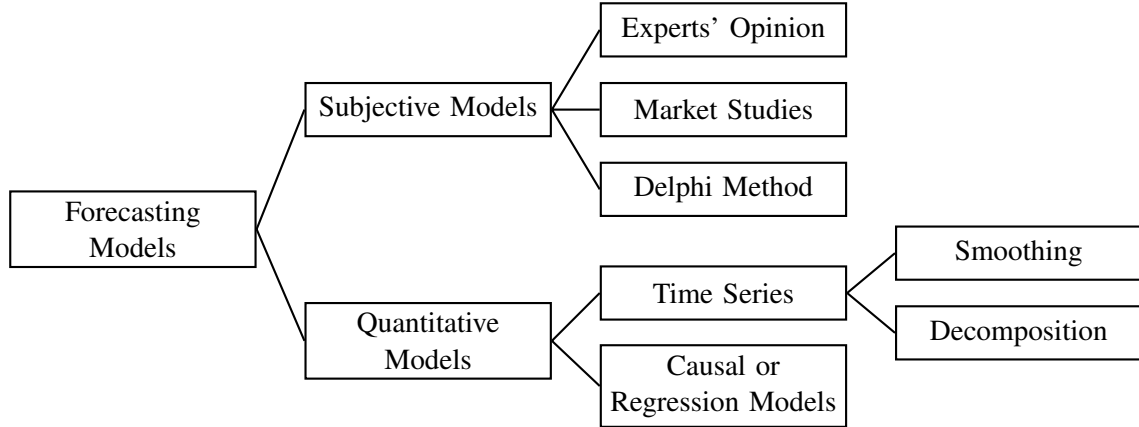 Experts' Opinion
Subjective Models
Market Studies
Delphi Method
Forecasting
Models
Smoothing
Time Series
Quantitative
Models
Decomposition
Causal or
Regression Models